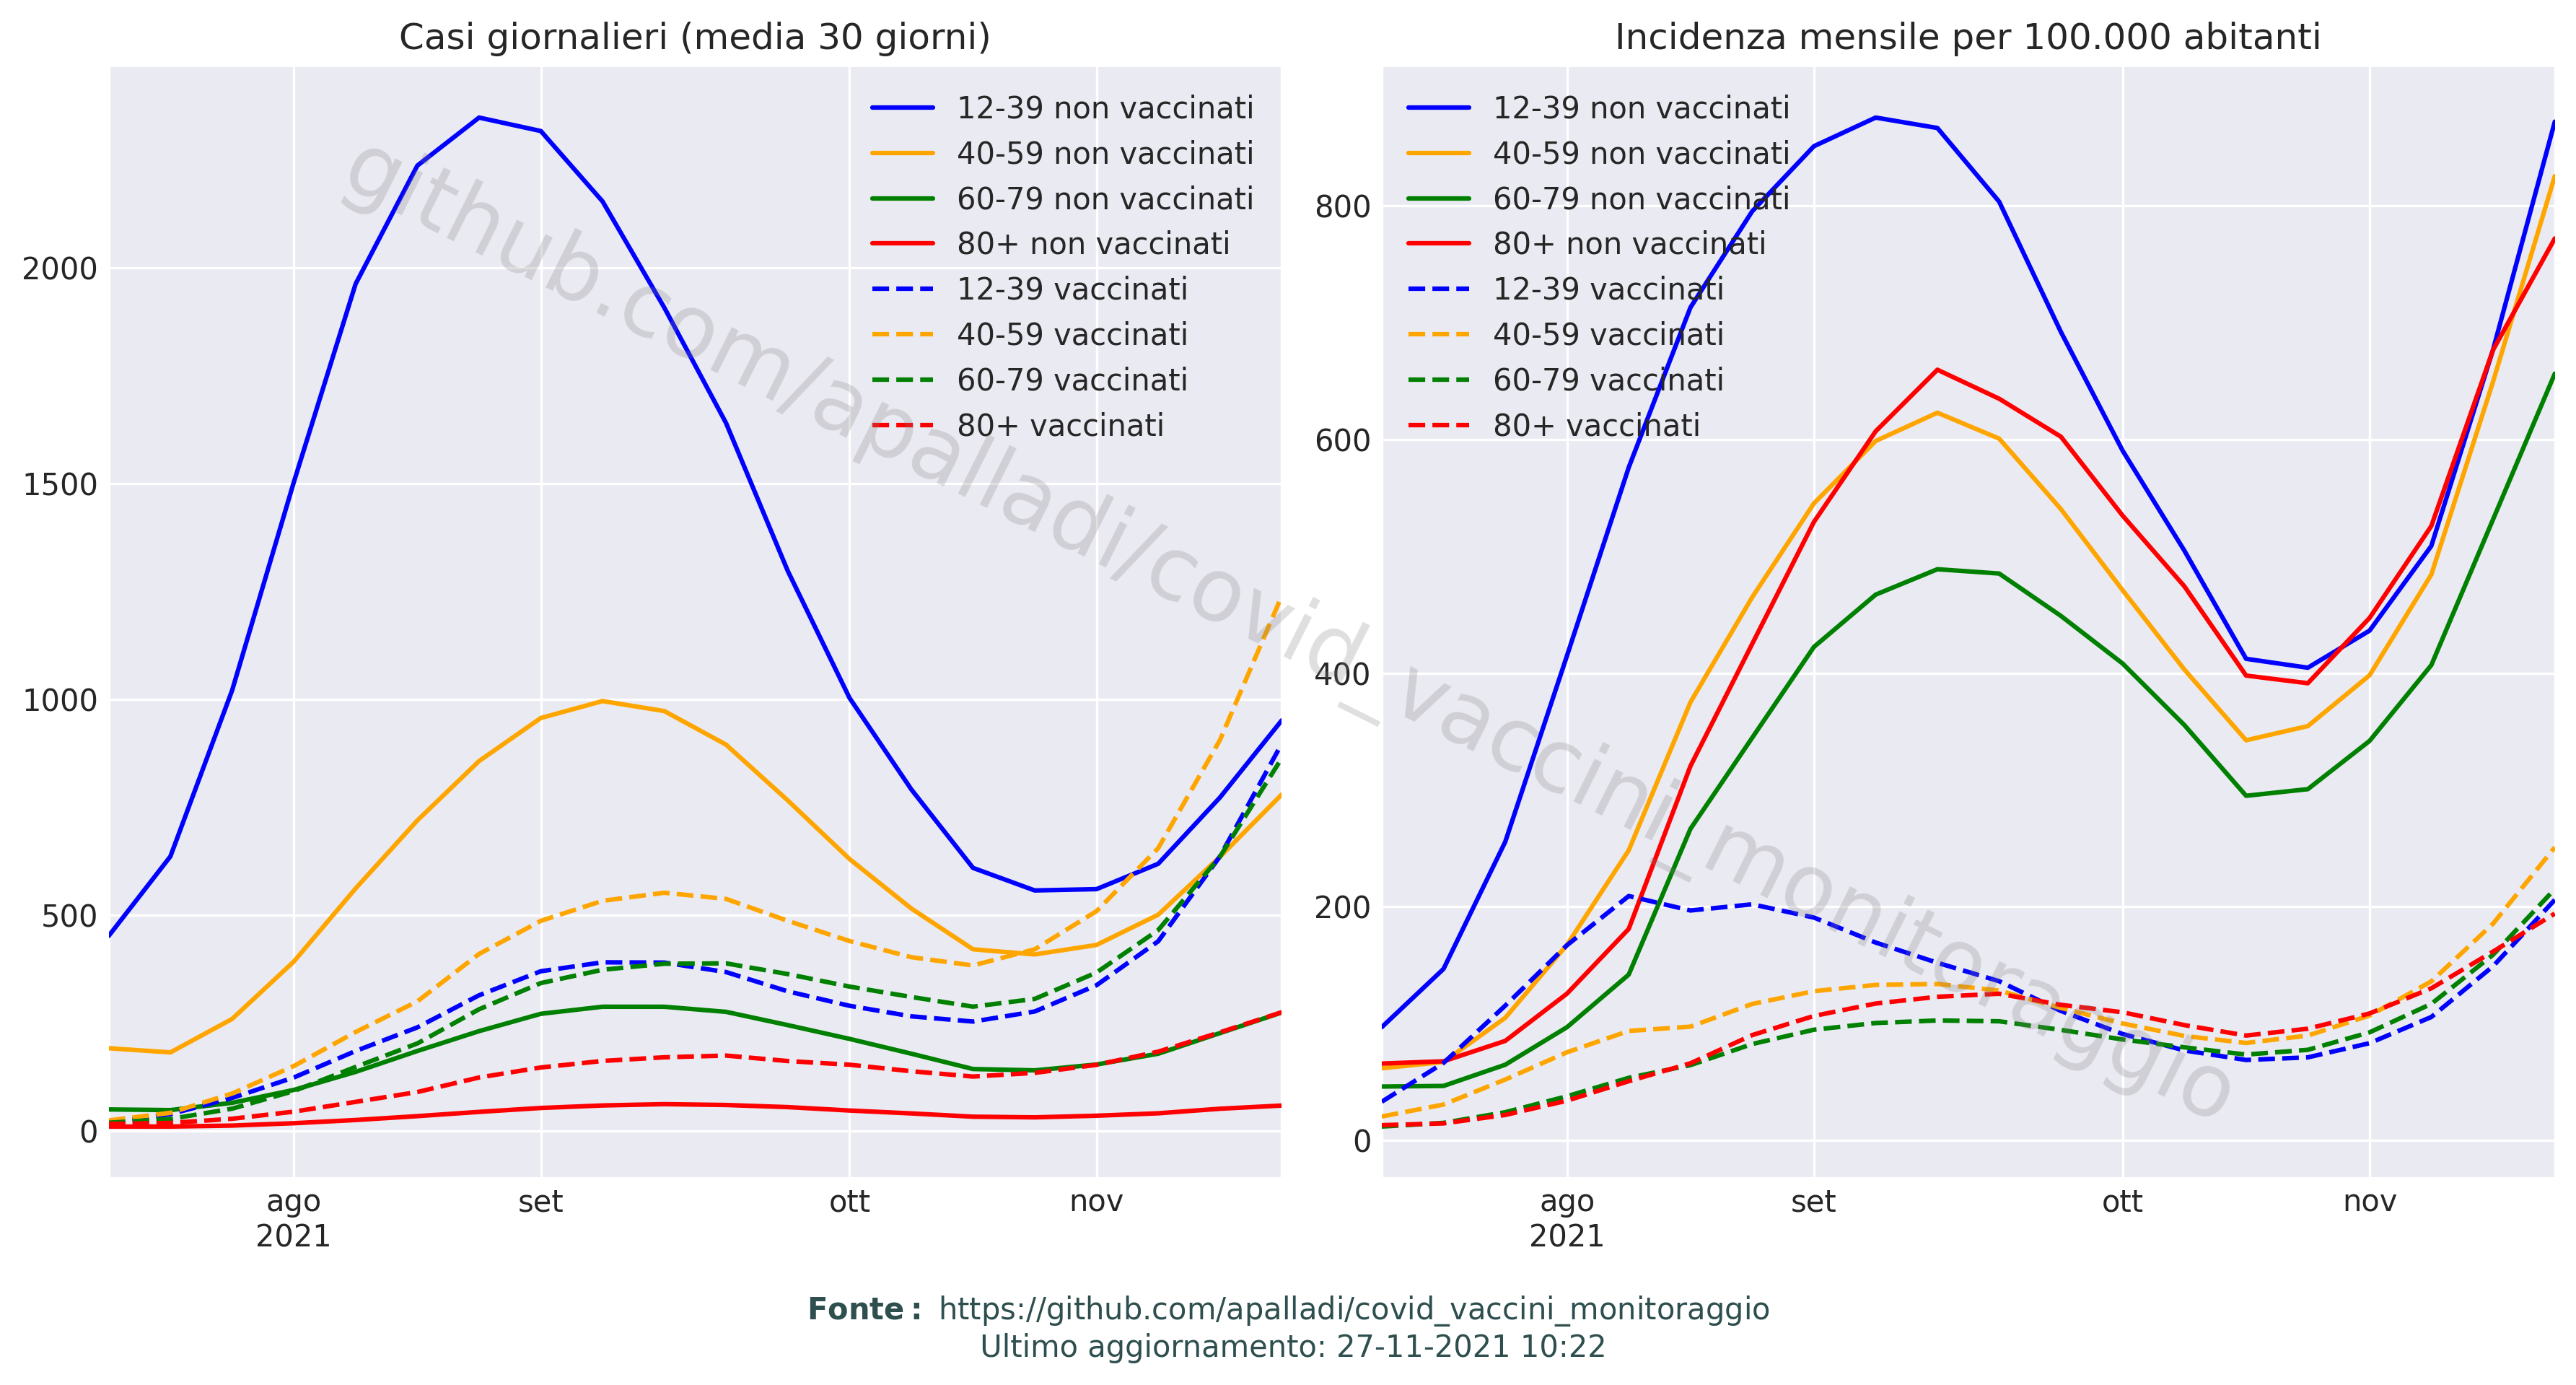 Casi giornalieri (media 30 giorni)
2000
1500
1000
500
0
ago
2021
set
ott
nov
12-39 non vaccinati
40-59 non vaccinati
60-79 non vaccinati
80+ non vaccinati
12-39 vaccinati
40-59 vaccinati
60-79 vaccinati
80+ vaccinati
Incidenza mensile per 100.000 abitanti
800
600
400
200
0
ago
2021
set
ott
nov
12-39 non vaccinati
40-59 non vaccinati
60-79 non vaccinati
80+ non vaccinati
12-39 vaccinati
40-59 vaccinati
60-79 vaccinati
80+ vaccinati
github.com/apalladi/covid_vaccini_monitoraggio
Fonte: https://github.com/apalladi/covid_vaccini_monitoraggio
Ultimo aggiornamento: 27-11-2021 10:22